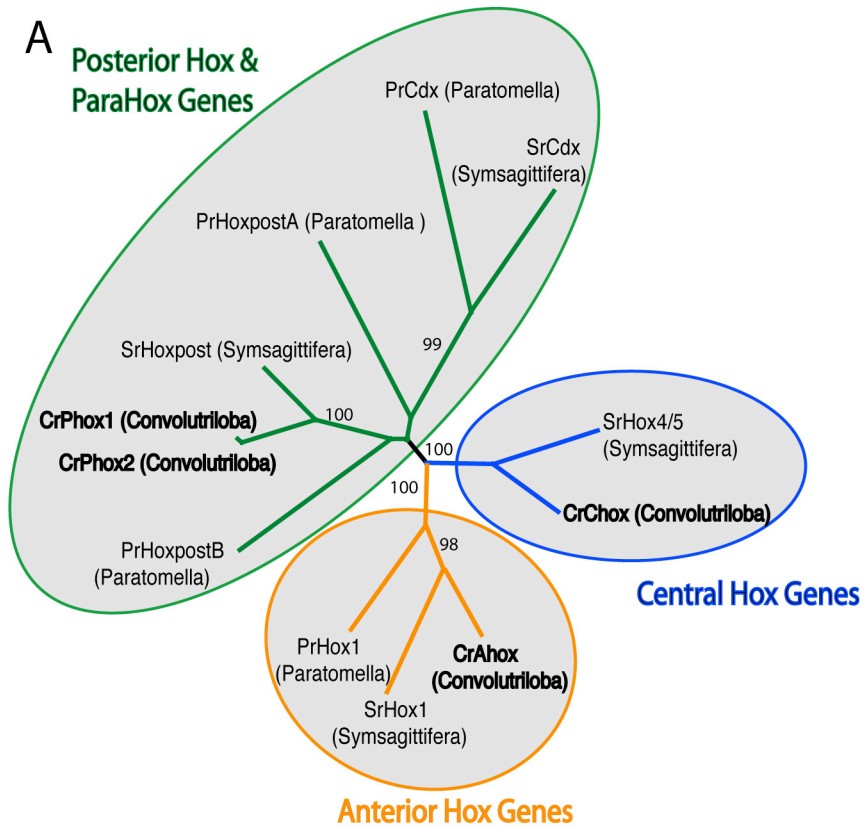 A
Posterior Hox &
ParaHox Genes
PrCdx (Paratomella)
SrCdx
(Symsagittifera)
PrHoxpostA (Paratomella )
99
SrHoxpost (Symsagittifera)
100
CrPhox1 (Convolutriloba)
CrPhox2 (Convolutriloba)
PrHoxpostB
(Paratomella)
100
SrHox4/5
(Symsagittifera)
CrChox (Convolutriloba)
Central Hox Genes
100
98
PrHox1
(Paratomella)
CrAhox
(Convolutriloba)
SrHox1
(Symsagittifera)
Anterior Hox Genes